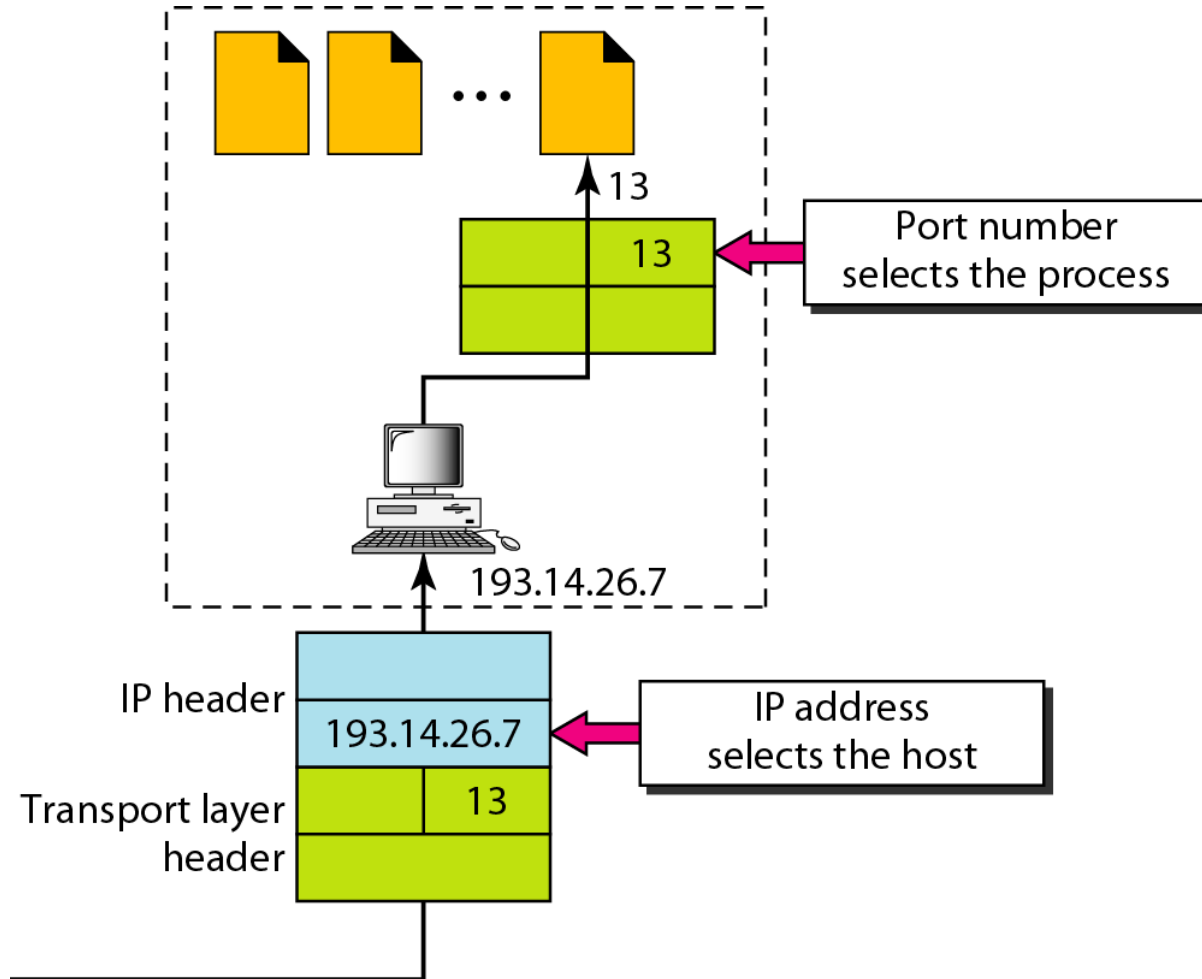 13
13
Port number
selects the process
193.14.26.7
IP header
193.14.26.7
IP address
selects the host
Transport layer
header
13